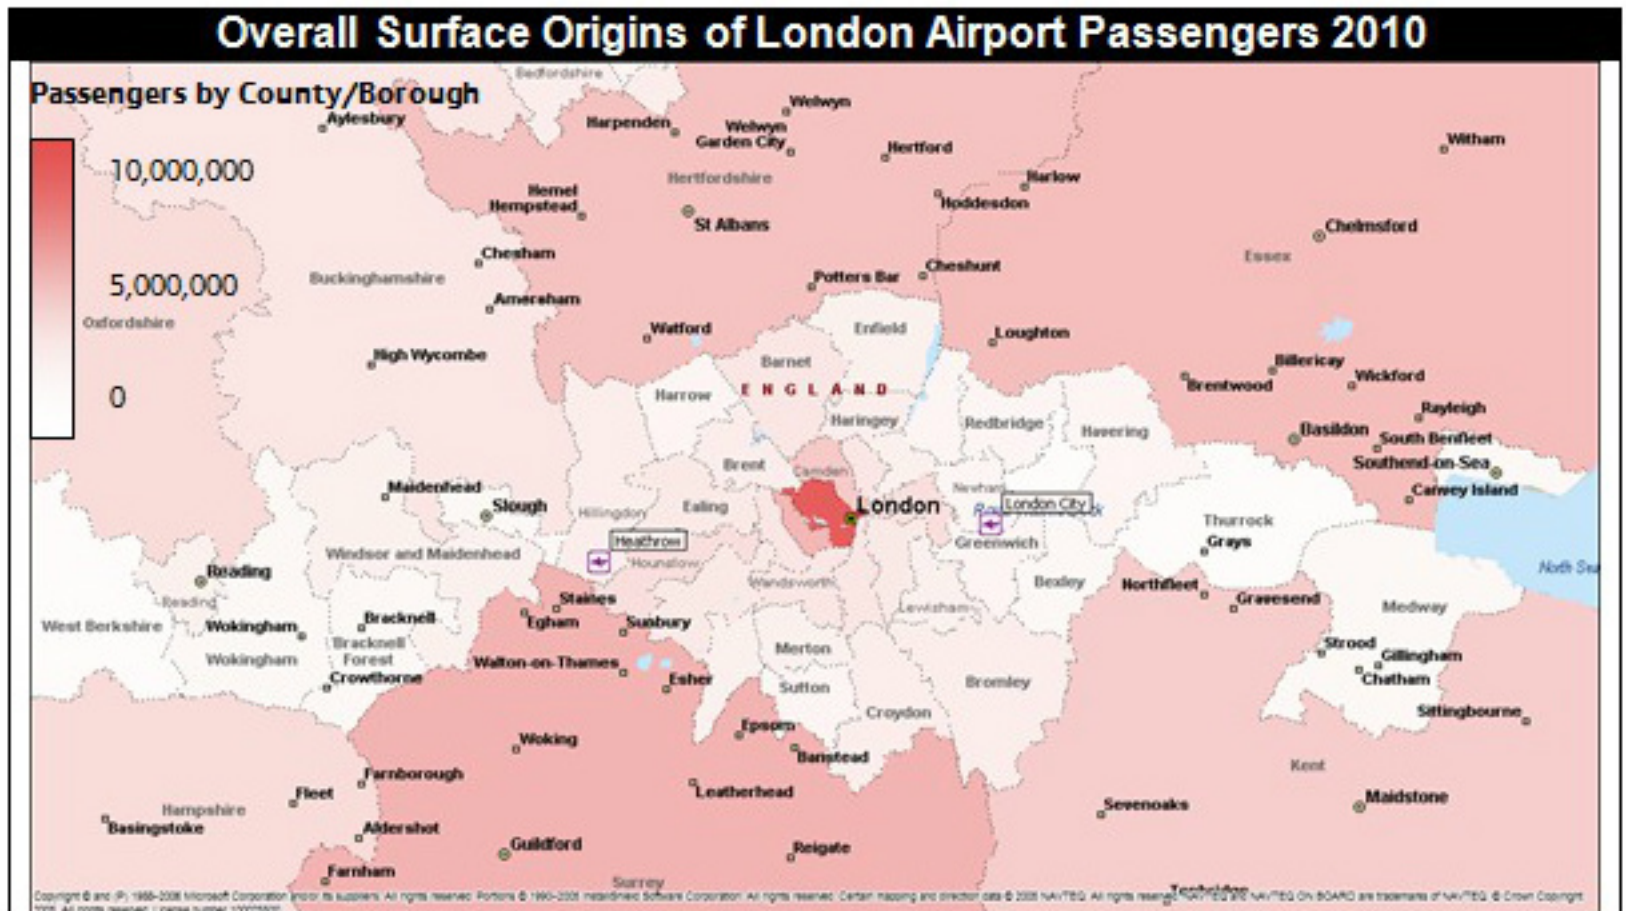 Overall Surface Origins of London Airport Passengers 2010
Passengers by County/Borough
10,000,000
5,000,000
0
Bedfordshire
Aylesbury
Harpenden
Welwyn
Welwyn
Garden City
Hertford
Witham
Hertfordshire
Harlow
Hemel
Hempstead
Hoddesdon
St Albans
Chelmsford
Essex
Chesham
Buckinghamshire
Potters Bar
Cheshunt
Amersham
Oxfordshire
Watford
Enfield
Loughton
High Wycombe
Barnet
Billericay
Brentwood
Wickford
ENGLAND
Harrow
Haringey
Redbridge
Havering
Rayleigh
Basildon
South Benfleet
Brent
Camden
Southend-on-Sea
Maidenhead
Slough
Newham
Canvey Island
Hillingdon
Ealing
London
London City
Thurrock
Heathrow
Greenwich
Grays
Windsor and Maidenhead
Hounslow
North Sea
Reading
Reading
Wandsworth
Bexley
Northfleet
Gravesend
Staines
Egham
Sunbury
Lewisham
Medway
West Berkshire
Wokingham
Bracknell
Wokingham
Bracknell
Forest
Crowthorne
Walton-on-Thames
Esher
Merton
Sutton
Bromley
Strood
Gillingham
Chatham
Croydon
Sittingbourne
Epsom
Woking
Banstead
Kent
Farnborough
Fleet
Leatherhead
Hampshire
Sevenoaks
Maidstone
Basingstoke
Aldershot
Guildford
Reigate
Farnham
Surrey
Tonbridge